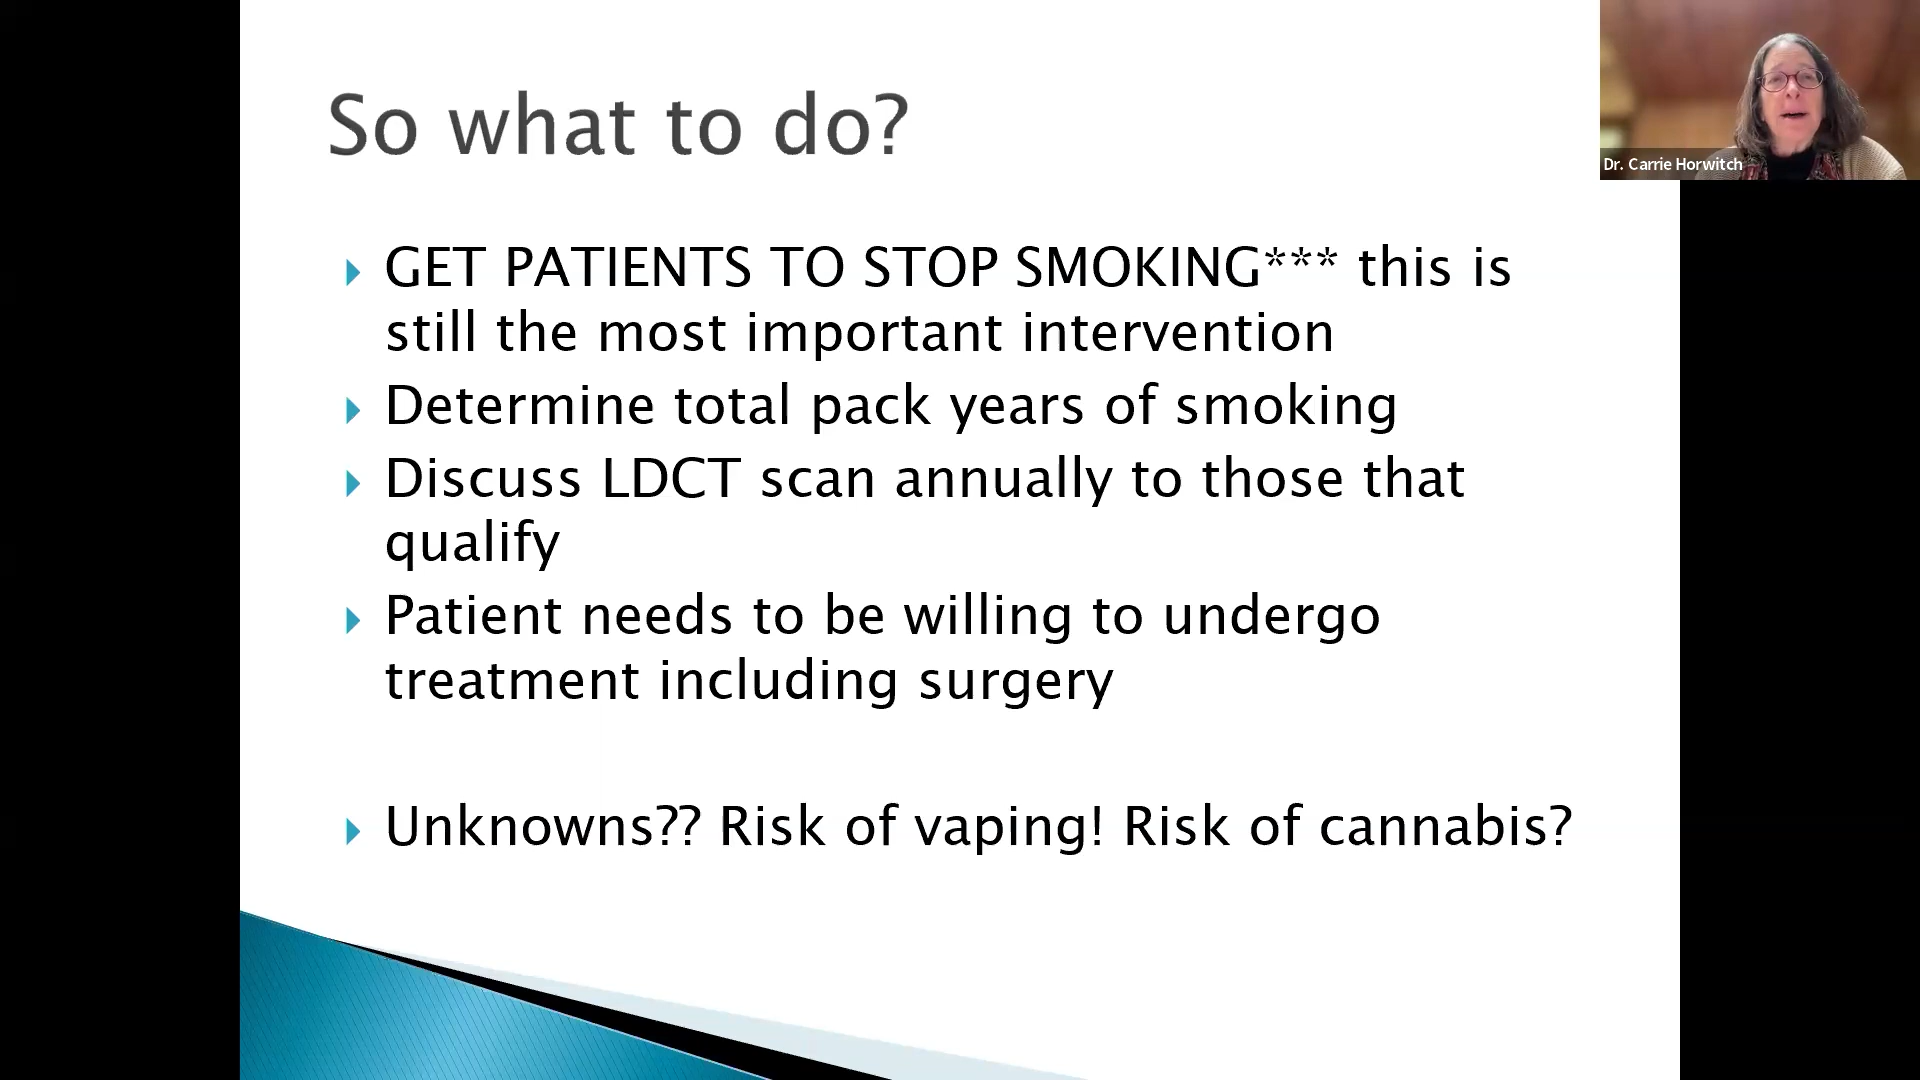 So what to do?
GET PATIENTS TO STOP SMOKING*** this is
still the most important intervention
Determine total pack years of smoking
Discuss LDCT scan annually to those that
qualify
Patient needs to be willing to undergo
treatment including surgery
Unknowns?? Risk of vaping! Risk of cannabis?
Dr. Carrie Horwitch